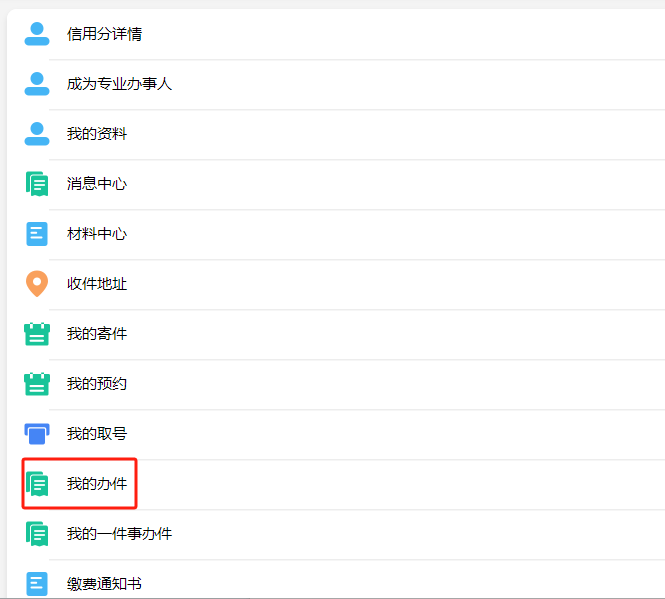 信用分详情
成为专业办事人
我的资料
消息中心
材料中心
收件地址
我的寄件
我的预约
我的取号
我的办件
我的一件事办件
缴费通知书